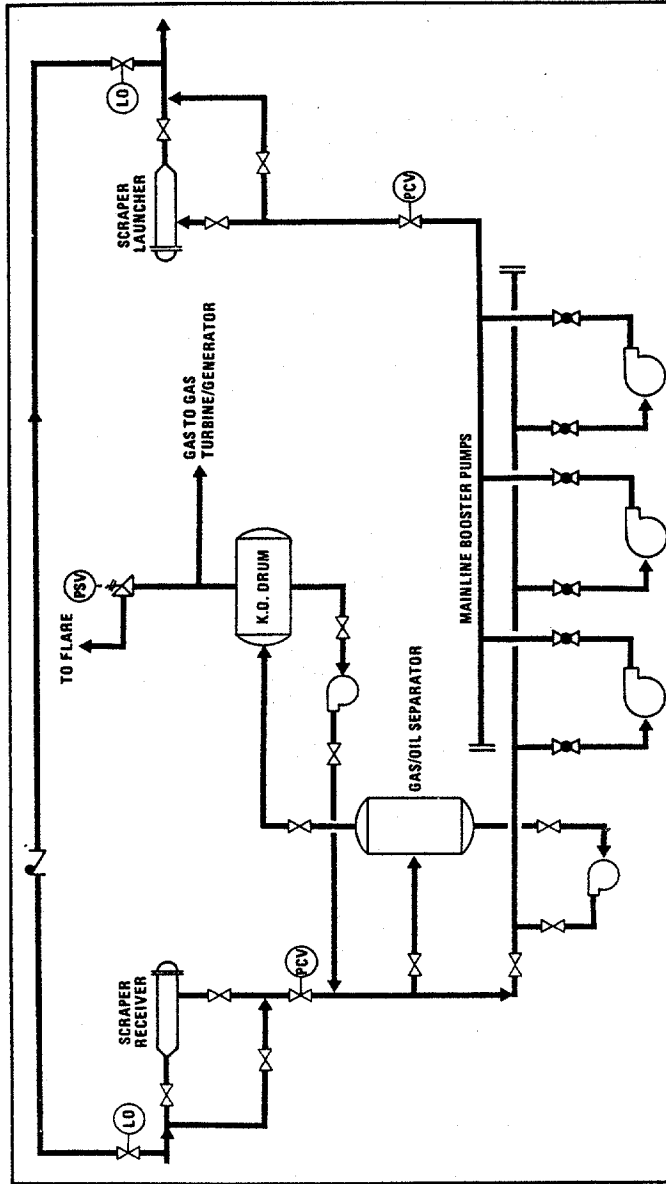 LO
SCRAPER
RECEIVER
PCV
TO FLARE
PSV
GAS TO GAS
TURBINE/GENERATOR
K.O. DRUM
GAS/OIL SEPARATOR
MAINLINE BOOSTER PUMPS
SCRAPER
LAUNCHER
LO
PCV